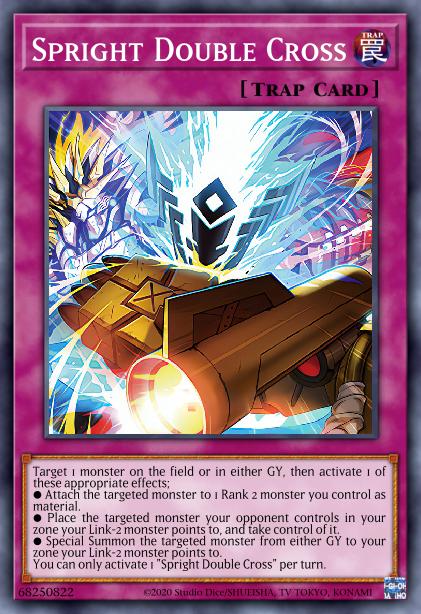 SPRIGHT DOUBLE CROSS
TRAP
罠
[TRAP CARD]
Target 1 monster on the field or in either GY, then activate 1 of
these appropriate effects;
● Attach the targeted monster to 1 Rank 2 monster you control as
material.
● Place the targeted monster your opponent controls in your
zone your Link-2 monster points to, and take control of it.
● Special Summon the targeted monster from either GY to your
zone your Link-2 monster points to.
You can only activate 1 "Spright Double Cross" per turn.
68250822
©2020 Studio Dice/SHUEISHA, TV TOKYO, KONAMI